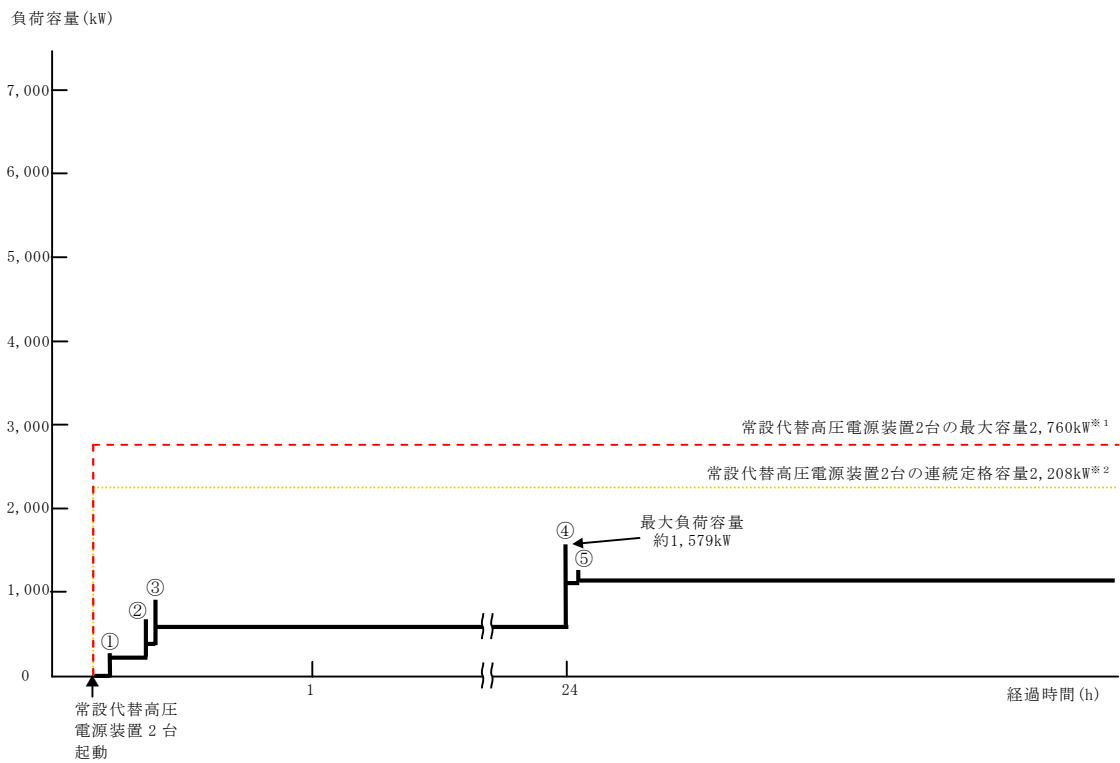 負荷容量(kW)
7,000
6,000
5,000
4,000
3,000
2,000
1,000
0
常設代替高圧電源装置2台の最大容量2,760kW※1
常設代替高圧電源装置2台の連続定格容量2,208kW※2
最大負荷容量
約1,579kW
①
②
③
④
⑤
1
24
経過時間(h)
常設代替高圧
電源装置2台
起動